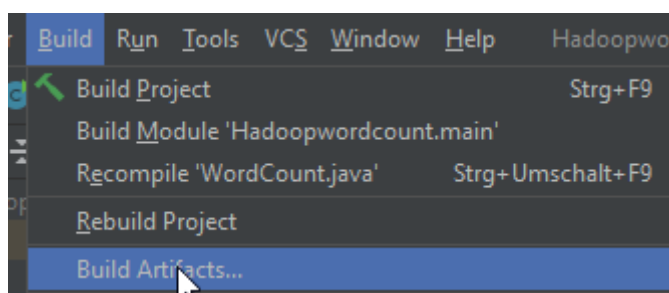 Build Run Tools VCS Window Help Hadoopwo
Build Project Strg+F9
Build Module 'Hadoopwordcount.main'
Recompile 'WordCount.java' Strg+Umschalt+F9
Rebuild Project
Build Artifacts...